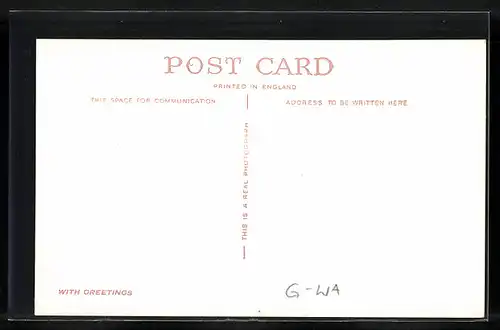 POST CARD
PRINTED IN ENGLAND
THIS SPACE FOR COMMUNICATION
ADDRESS TO BE WRITTEN HERE
THIS IS A REAL PHOTOGRAPH
WITH GREETINGS
G-WA